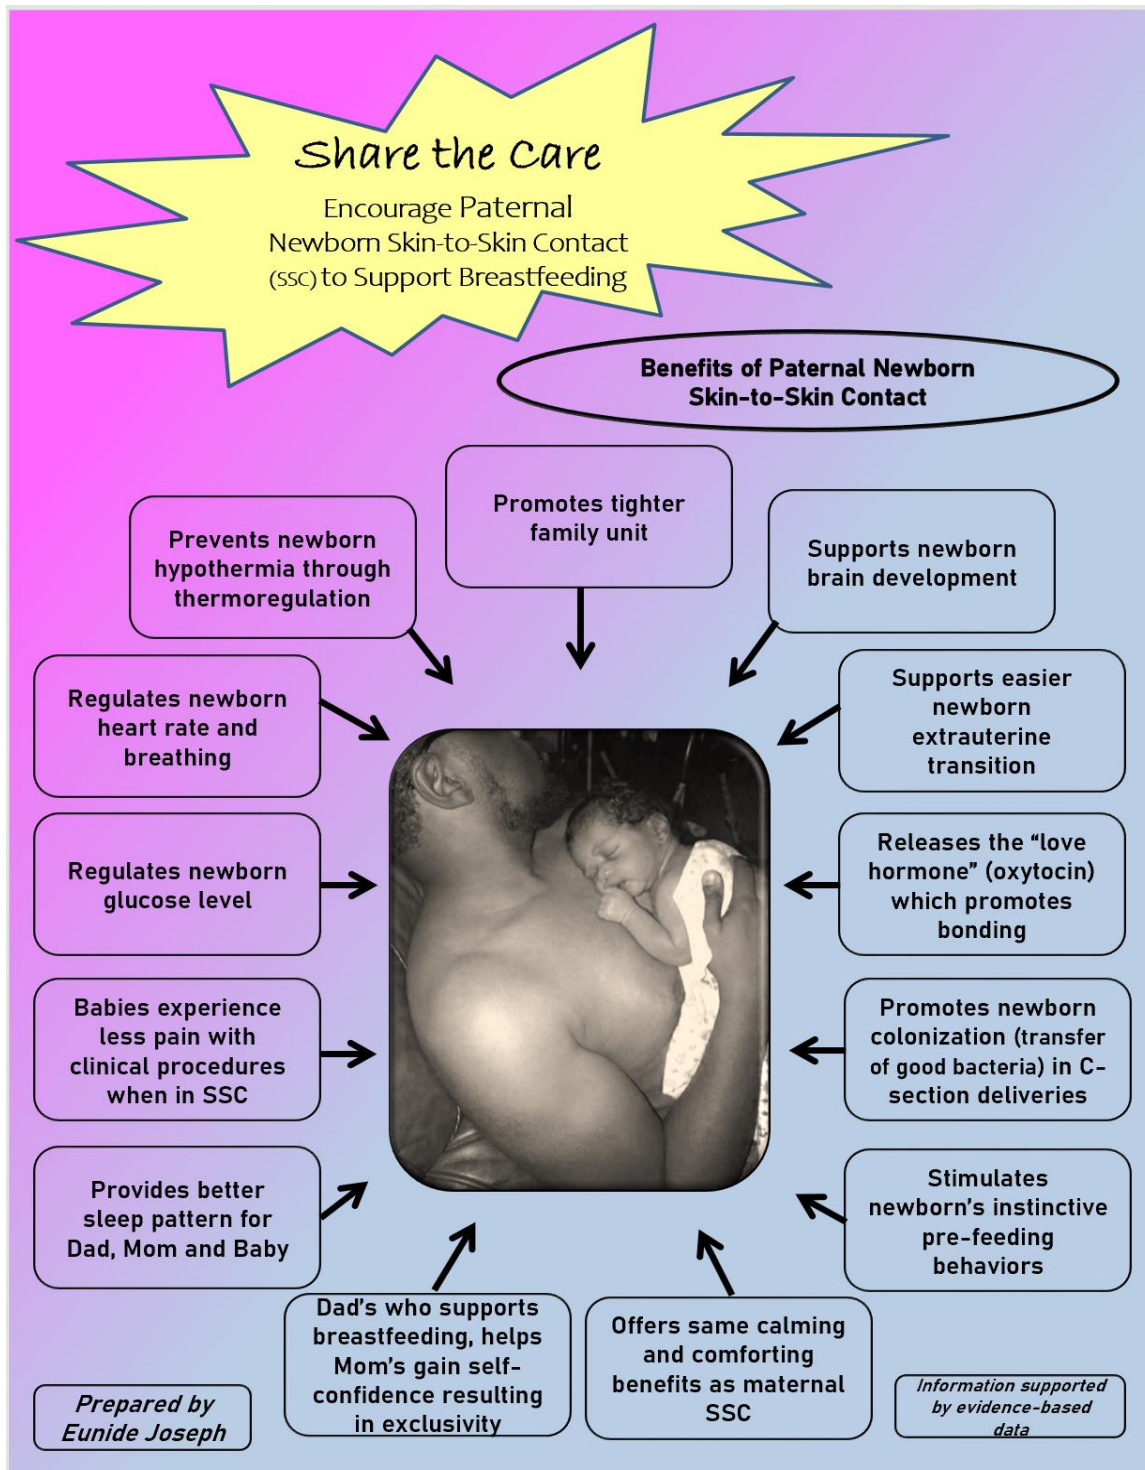 Share the Care
Encourage Paternal
Newborn Skin-to-Skin Contact
(SSC) to Support Breastfeeding
Benefits of Paternal Newborn
Skin-to-Skin Contact
Promotes tighter
family unit
Prevents newborn
hypothermia through
thermoregulation
Supports newborn
brain development
Regulates newborn
heart rate and
breathing
Supports easier
newborn
extrauterine
transition
Regulates newborn
glucose level
Releases the “love
hormone” (oxytocin)
which promotes
bonding
Babies experience
less pain with
clinical procedures
when in SSC
Promotes newborn
colonization (transfer
of good bacteria) in C-
section deliveries
Provides better
sleep pattern for
Dad, Mom and Baby
Stimulates
newborn’s instinctive
pre-feeding
behaviors
Dad’s who supports
breastfeeding, helps
Mom’s gain self-
confidence resulting
in exclusivity
Offers same calming
and comforting
benefits as maternal
SSC
Prepared by
Eunide Joseph
Information supported
by evidence-based
data